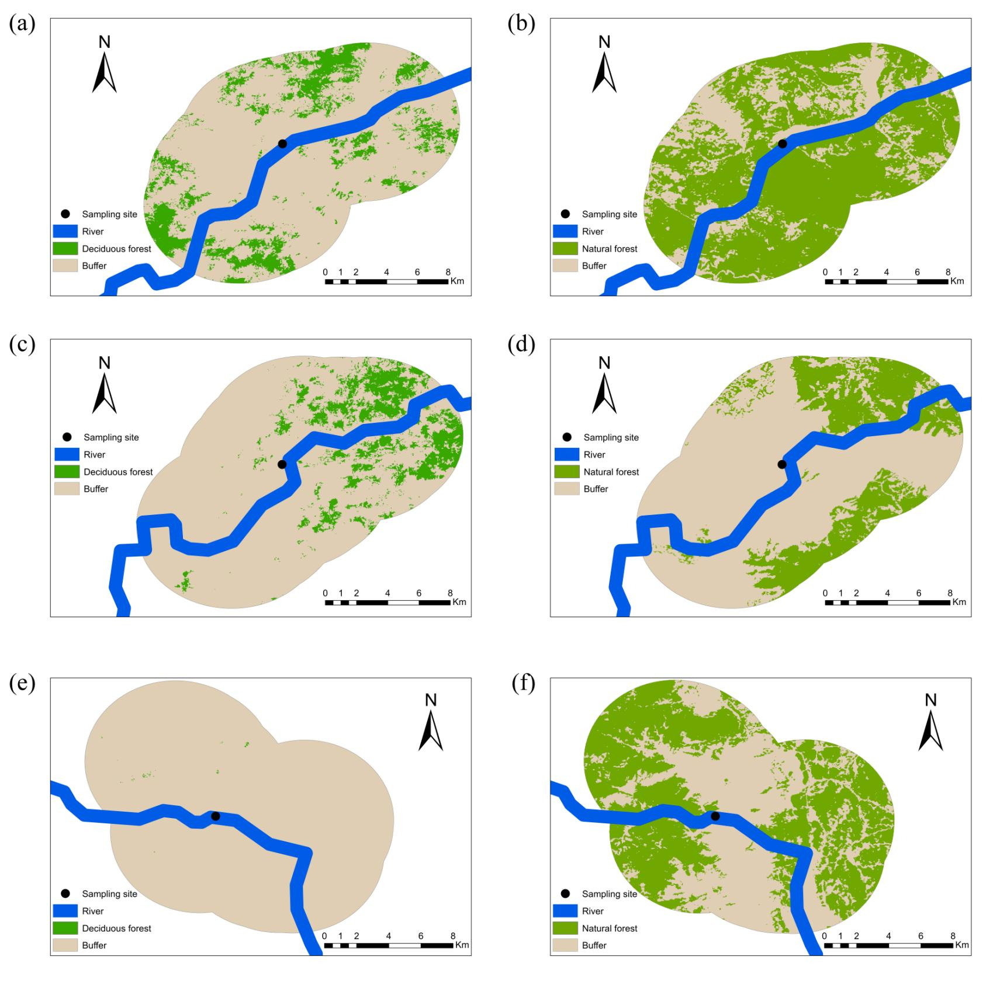 (a)
N
Sampling site
River
Deciduous forest
Buffer
0 1 2 4 6 8
Km
(b)
N
Sampling site
River
Natural forest
Buffer
0 1 2 4 6 8
Km
(c)
N
Sampling site
River
Deciduous forest
Buffer
0 1 2 4 6 8
Km
(d)
N
Sampling site
River
Natural forest
Buffer
0 1 2 4 6 8
Km
(e)
N
Sampling site
River
Deciduous forest
Buffer
0 1 2 4 6 8
Km
(f)
N
Sampling site
River
Natural forest
Buffer
0 1 2 4 6 8
Km